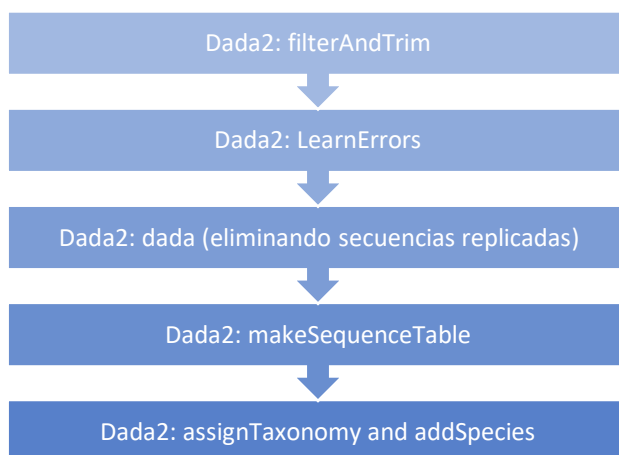 Dada2: filterAndTrim
Dada2: LearnErrors
Dada2: dada (eliminando secuencias replicadas)
Dada2: makeSequenceTable
Dada2: assignTaxonomy and addSpecies